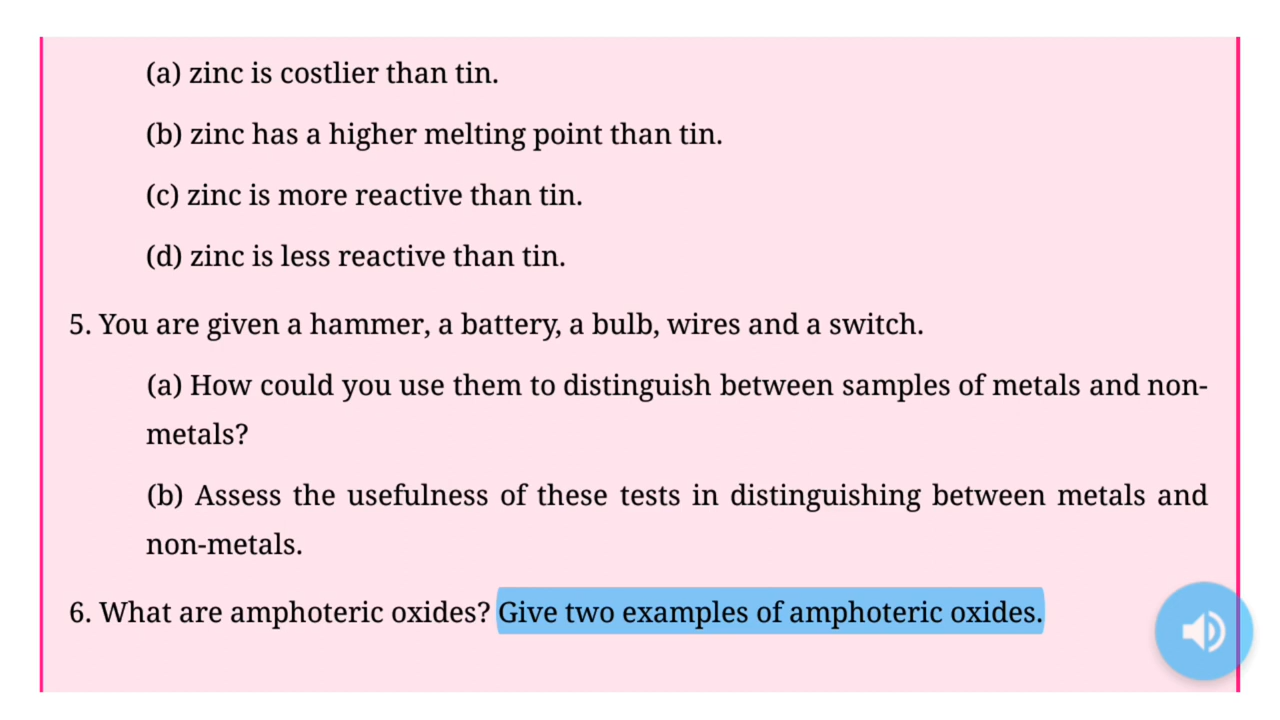 (a) zinc is costlier than tin.
(b) zinc has a higher melting point than tin.
(c) zinc is more reactive than tin.
(d) zinc is less reactive than tin.
5. You are given a hammer, a battery, a bulb, wires and a switch.
(a) How could you use them to distinguish between samples of metals and non-
metals?
(b) Assess the usefulness of these tests in distinguishing between metals and
non-metals.
6. What are amphoteric oxides? Give two examples of amphoteric oxides.